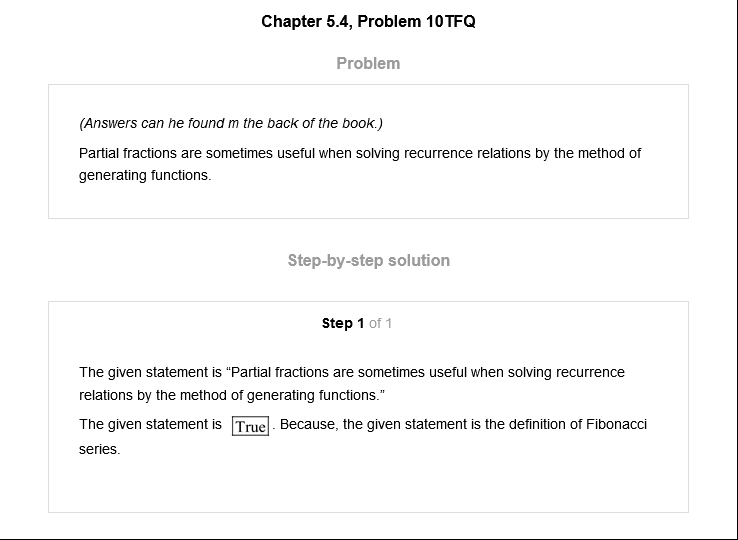 Chapter 5.4, Problem 10TFQ
Problem
(Answers can he found m the back of the book.)
Partial fractions are sometimes useful when solving recurrence relations by the method of
generating functions.
Step-by-step solution
Step 1 of 1
The given statement is “Partial fractions are sometimes useful when solving recurrence
relations by the method of generating functions.”
The given statement is True. Because, the given statement is the definition of Fibonacci
series.